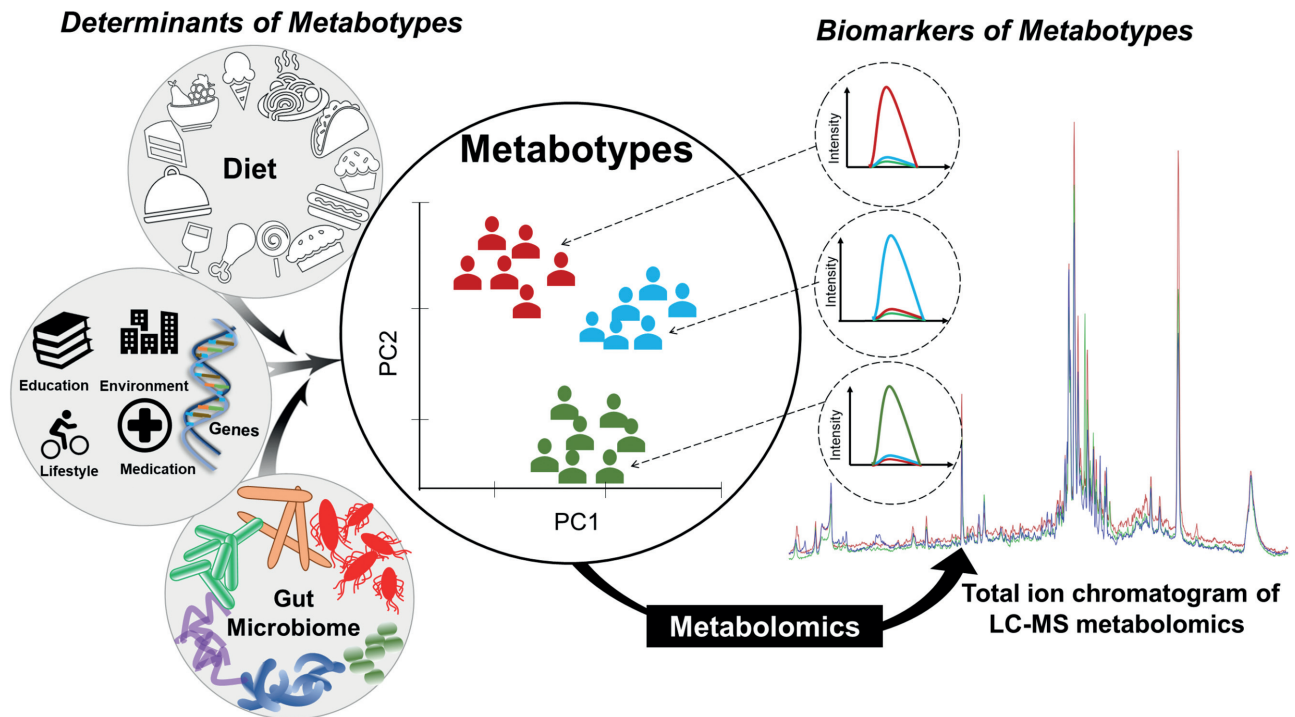 Determinants of Metabotypes
Diet
Education
Environment
Genes
Lifestyle
Medication
Gut
Microbiome
Metabotypes
PC2
PC1
Metabolomics
Biomarkers of Metabotypes
Intensity
Intensity
Intensity
Total ion chromatogram of
LC-MS metabolomics